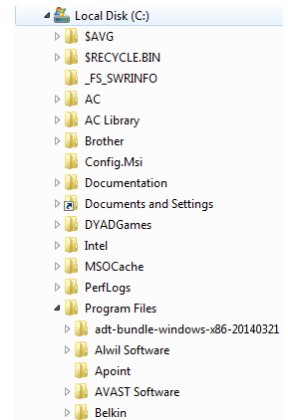 Local Disk (C:)
$AVG
$RECYCLE.BIN
_FS_SWRINFO
AC
AC Library
Brother
Config.Msi
Documentation
Documents and Settings
DYADGames
Intel
MSOCache
PerfLogs
Program Files
adt-bundle-windows-x86-20140321
Alwil Software
Apoint
AVAST Software
Belkin